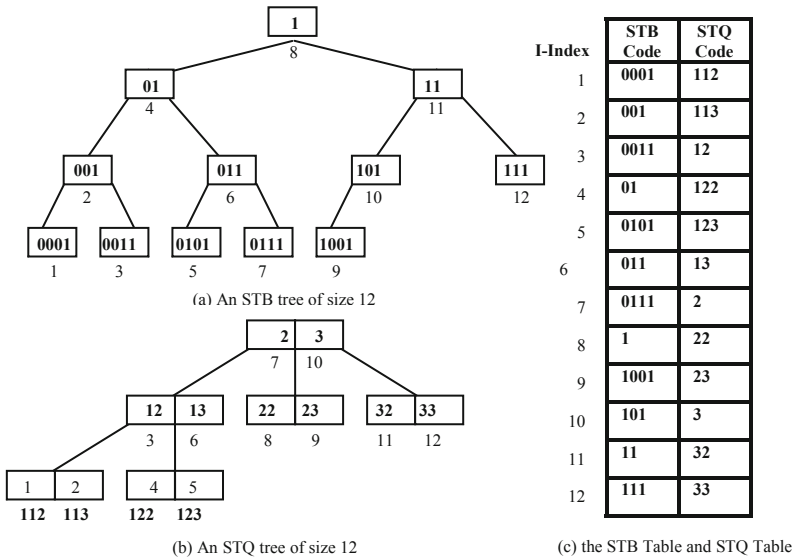 1
8
01 11
4 11
001 011 101 111
2 6 10 12
0001 0011 0101 0111 1001
1 3 5 7 9
(a) An STB tree of size 12
2 3
7 10
12 13 22 23 32 33
3 6 8 9 11 12
1 2 4 5
112 113 122 123
(b) An STQ tree of size 12
I-Index STB Code STQ Code
1 0001 112
2 001 113
3 0011 12
4 01 122
5 0101 123
6 011 13
7 0111 2
8 1 22
9 1001 23
10 101 3
11 11 32
12 111 33
(c) the STB Table and STQ Table